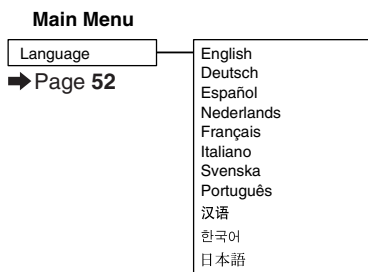 Main Menu
Language
➡ Page 52
English
Deutsch
Español
Nederlands
Français
Italiano
Svenska
Português
汉语
한국어
日本語